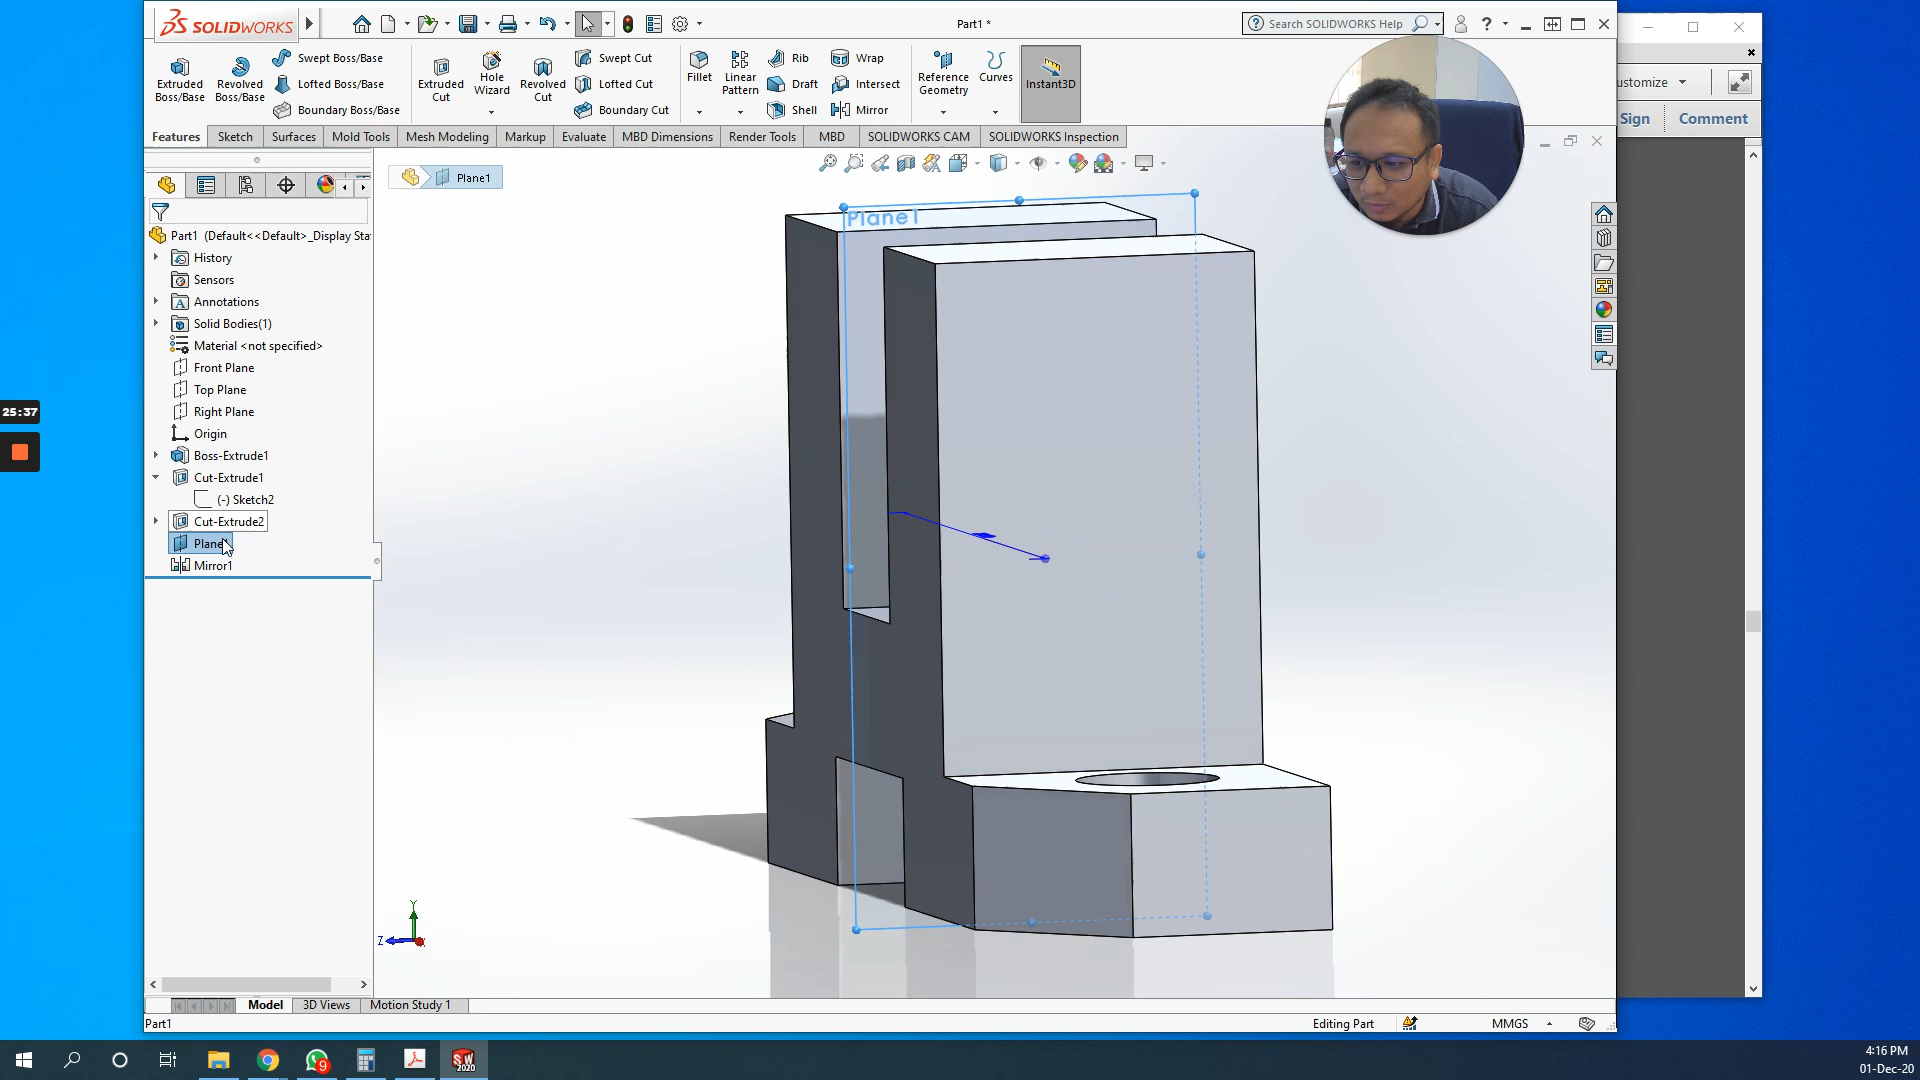 SOLIDWORKS
Part1 *
Search SOLIDWORKS Help
?
Extruded Boss/Base
Revolved Boss/Base
Swept Boss/Base
Lofted Boss/Base
Boundary Boss/Base
Extruded Cut
Hole Wizard
Revolved Cut
Swept Cut
Lofted Cut
Boundary Cut
Fillet
Linear Pattern
Rib
Draft
Shell
Wrap
Intersect
Mirror
Reference Geometry
Curves
Instant3D
ustomize
Sign
Comment
Features
Sketch
Surfaces
Mold Tools
Mesh Modeling
Markup
Evaluate
MBD Dimensions
Render Tools
MBD
SOLIDWORKS CAM
SOLIDWORKS Inspection
Plane1
Plane1
Part1 (Default<<Default>_Display Sta
History
Sensors
Annotations
Solid Bodies(1)
Material <not specified>
Front Plane
Top Plane
Right Plane
Origin
Boss-Extrude1
Cut-Extrude1
(-) Sketch2
Cut-Extrude2
Plane1
Mirror1
25:37
Y
Z
Model
3D Views
Motion Study 1
Part1
Editing Part
MMGS
9
SW
2020
4:16 PM
01-Dec-20